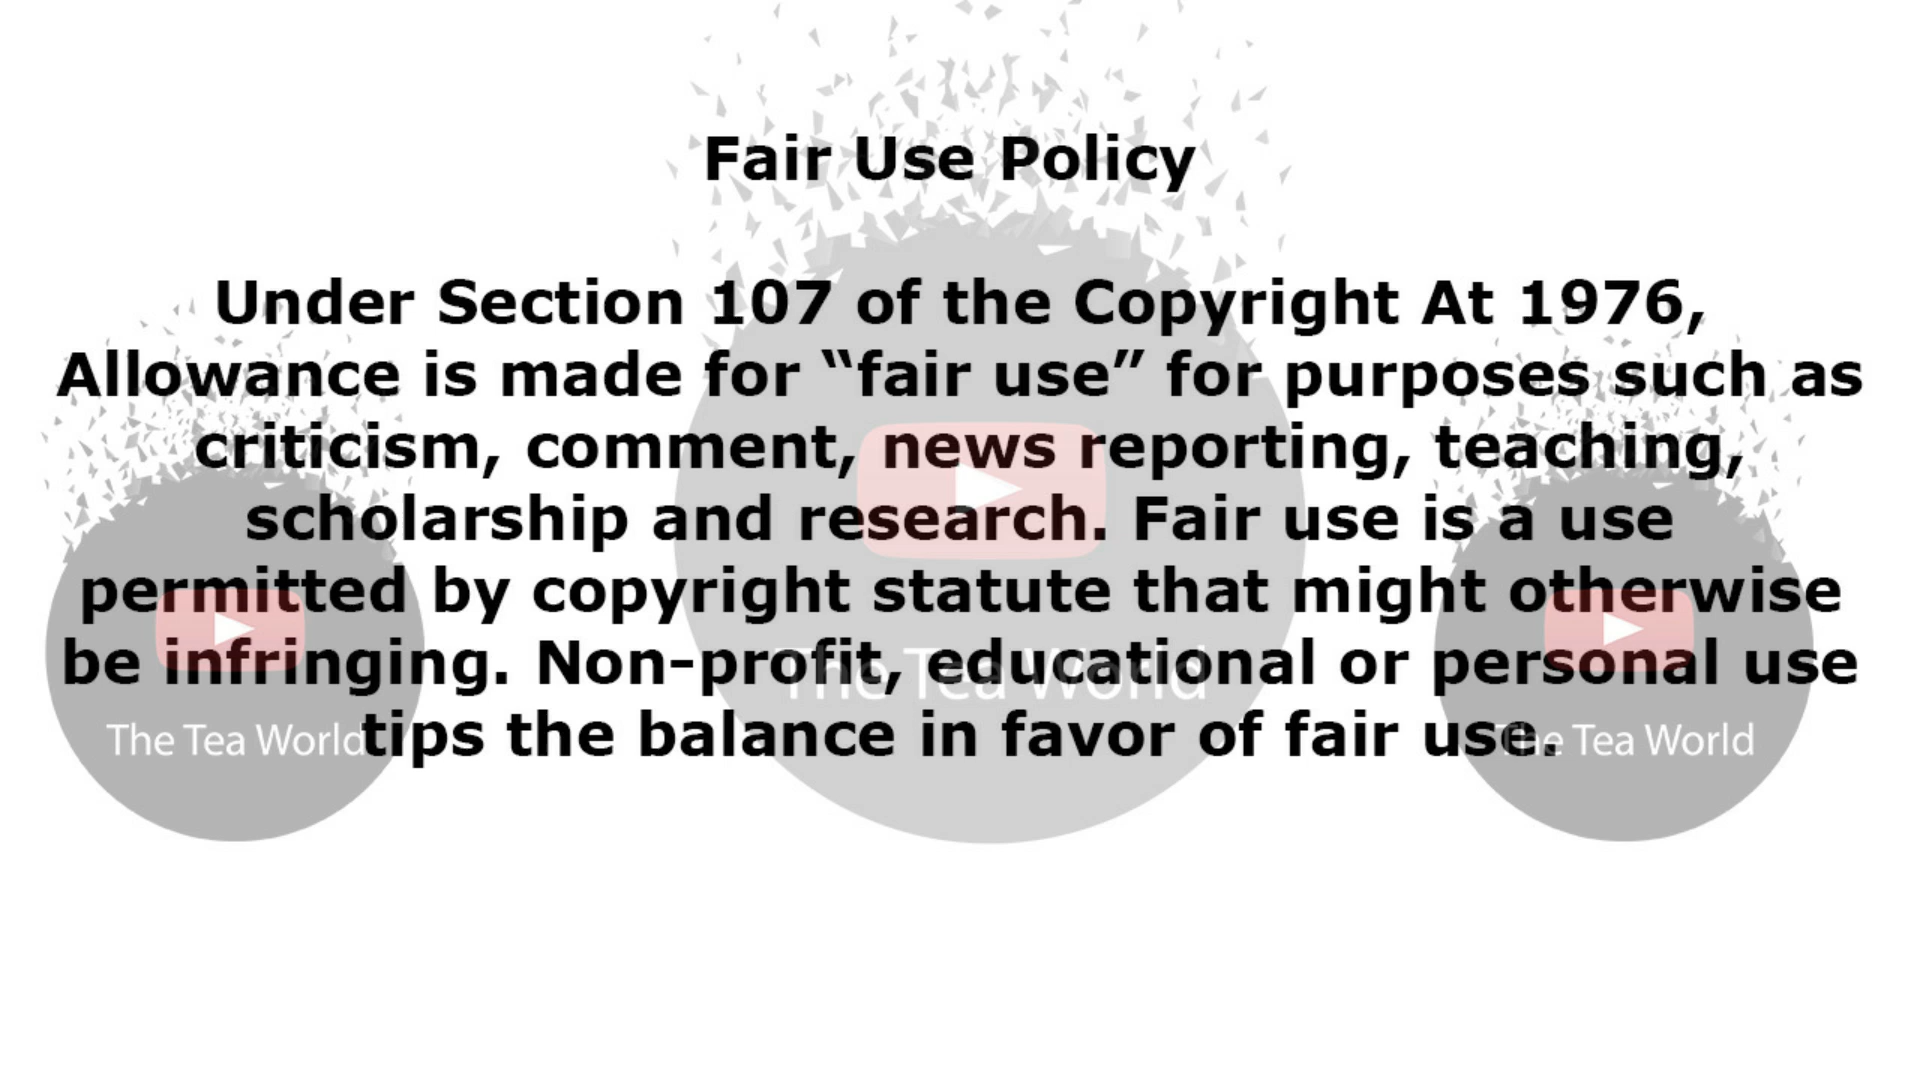 Fair Use Policy
Under Section 107 of the Copyright At 1976,
Allowance is made for “fair use” for purposes such as
criticism, comment, news reporting, teaching,
scholarship and research. Fair use is a use
permitted by copyright statute that might otherwise
be infringing. Non-profit, educational or personal use
tips the balance in favor of fair use.
The Tea World
The Tea World
The Tea World